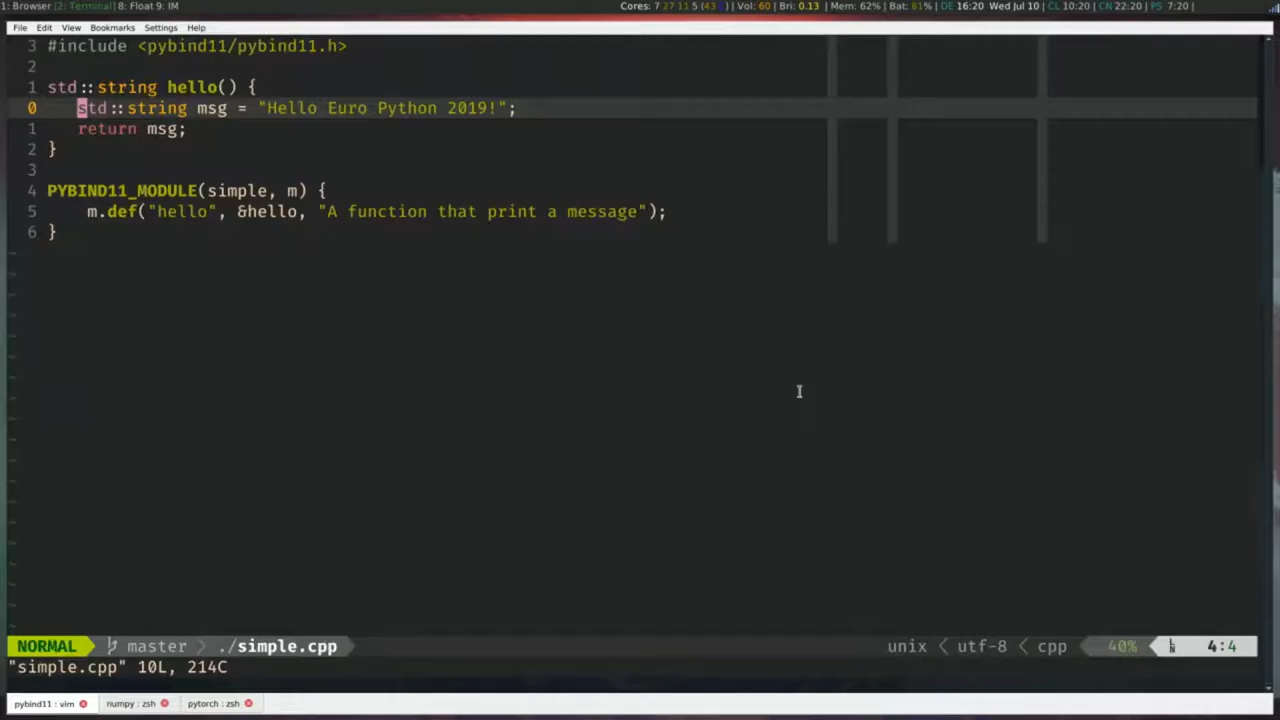 1: Browser [2: Terminal] 8: Float 9: IM
Cores: 7 27 11 5 (43 ) | Vol: 60 | Bri: 0.13 | Mem: 62% | Bat: 81% | DE 16:20 Wed Jul 10 | CL 10:20 | CN 22:20 | PS 7:20 |
File Edit View Bookmarks Settings Help
3 #include <pybind11/pybind11.h>
2
1 std::string hello() {
0 std::string msg = "Hello Euro Python 2019!";
1 return msg;
2 }
3
4 PYBIND11_MODULE(simple, m) {
5 m.def("hello", &hello, "A function that print a message");
6 }
NORMAL master ./simple.cpp unix utf-8 cpp 40% 4:4
"simple.cpp" 10L, 214C
pybind11 : vim numpy : zsh pytorch : zsh